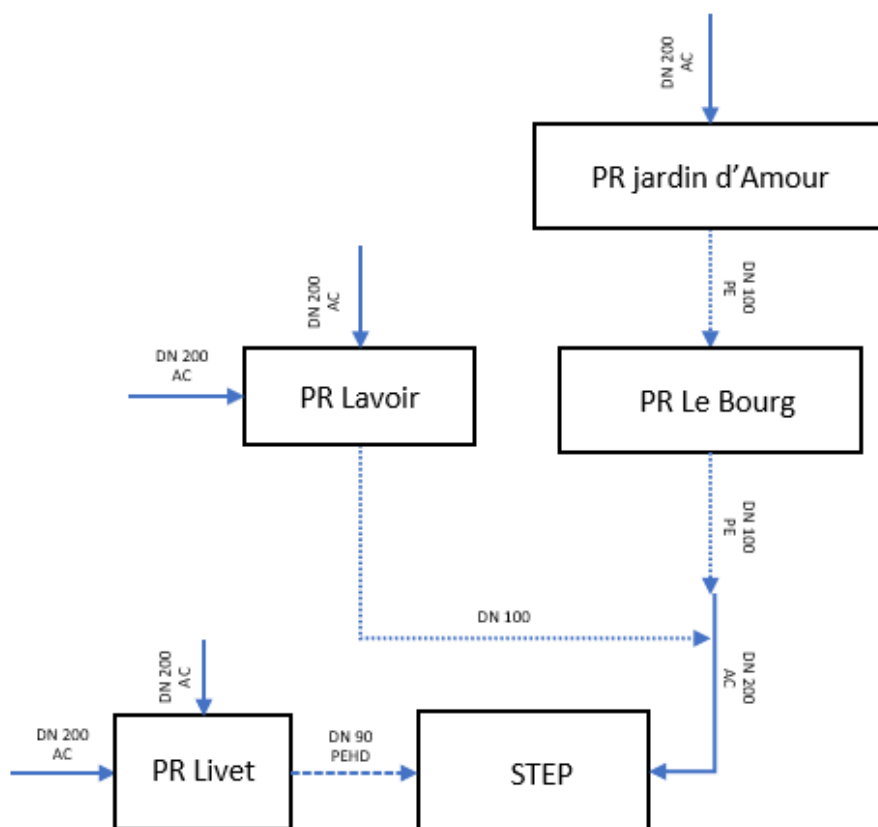 DN 200
AC
PR jardin d'Amour
DN 100
PE
DN 200
AC
DN 200
AC
PR Lavoir
PR Le Bourg
DN 100
PE
DN 100
DN 200
AC
DN 200
AC
DN 200
AC
PR Livet
DN 90
PEHD
STEP